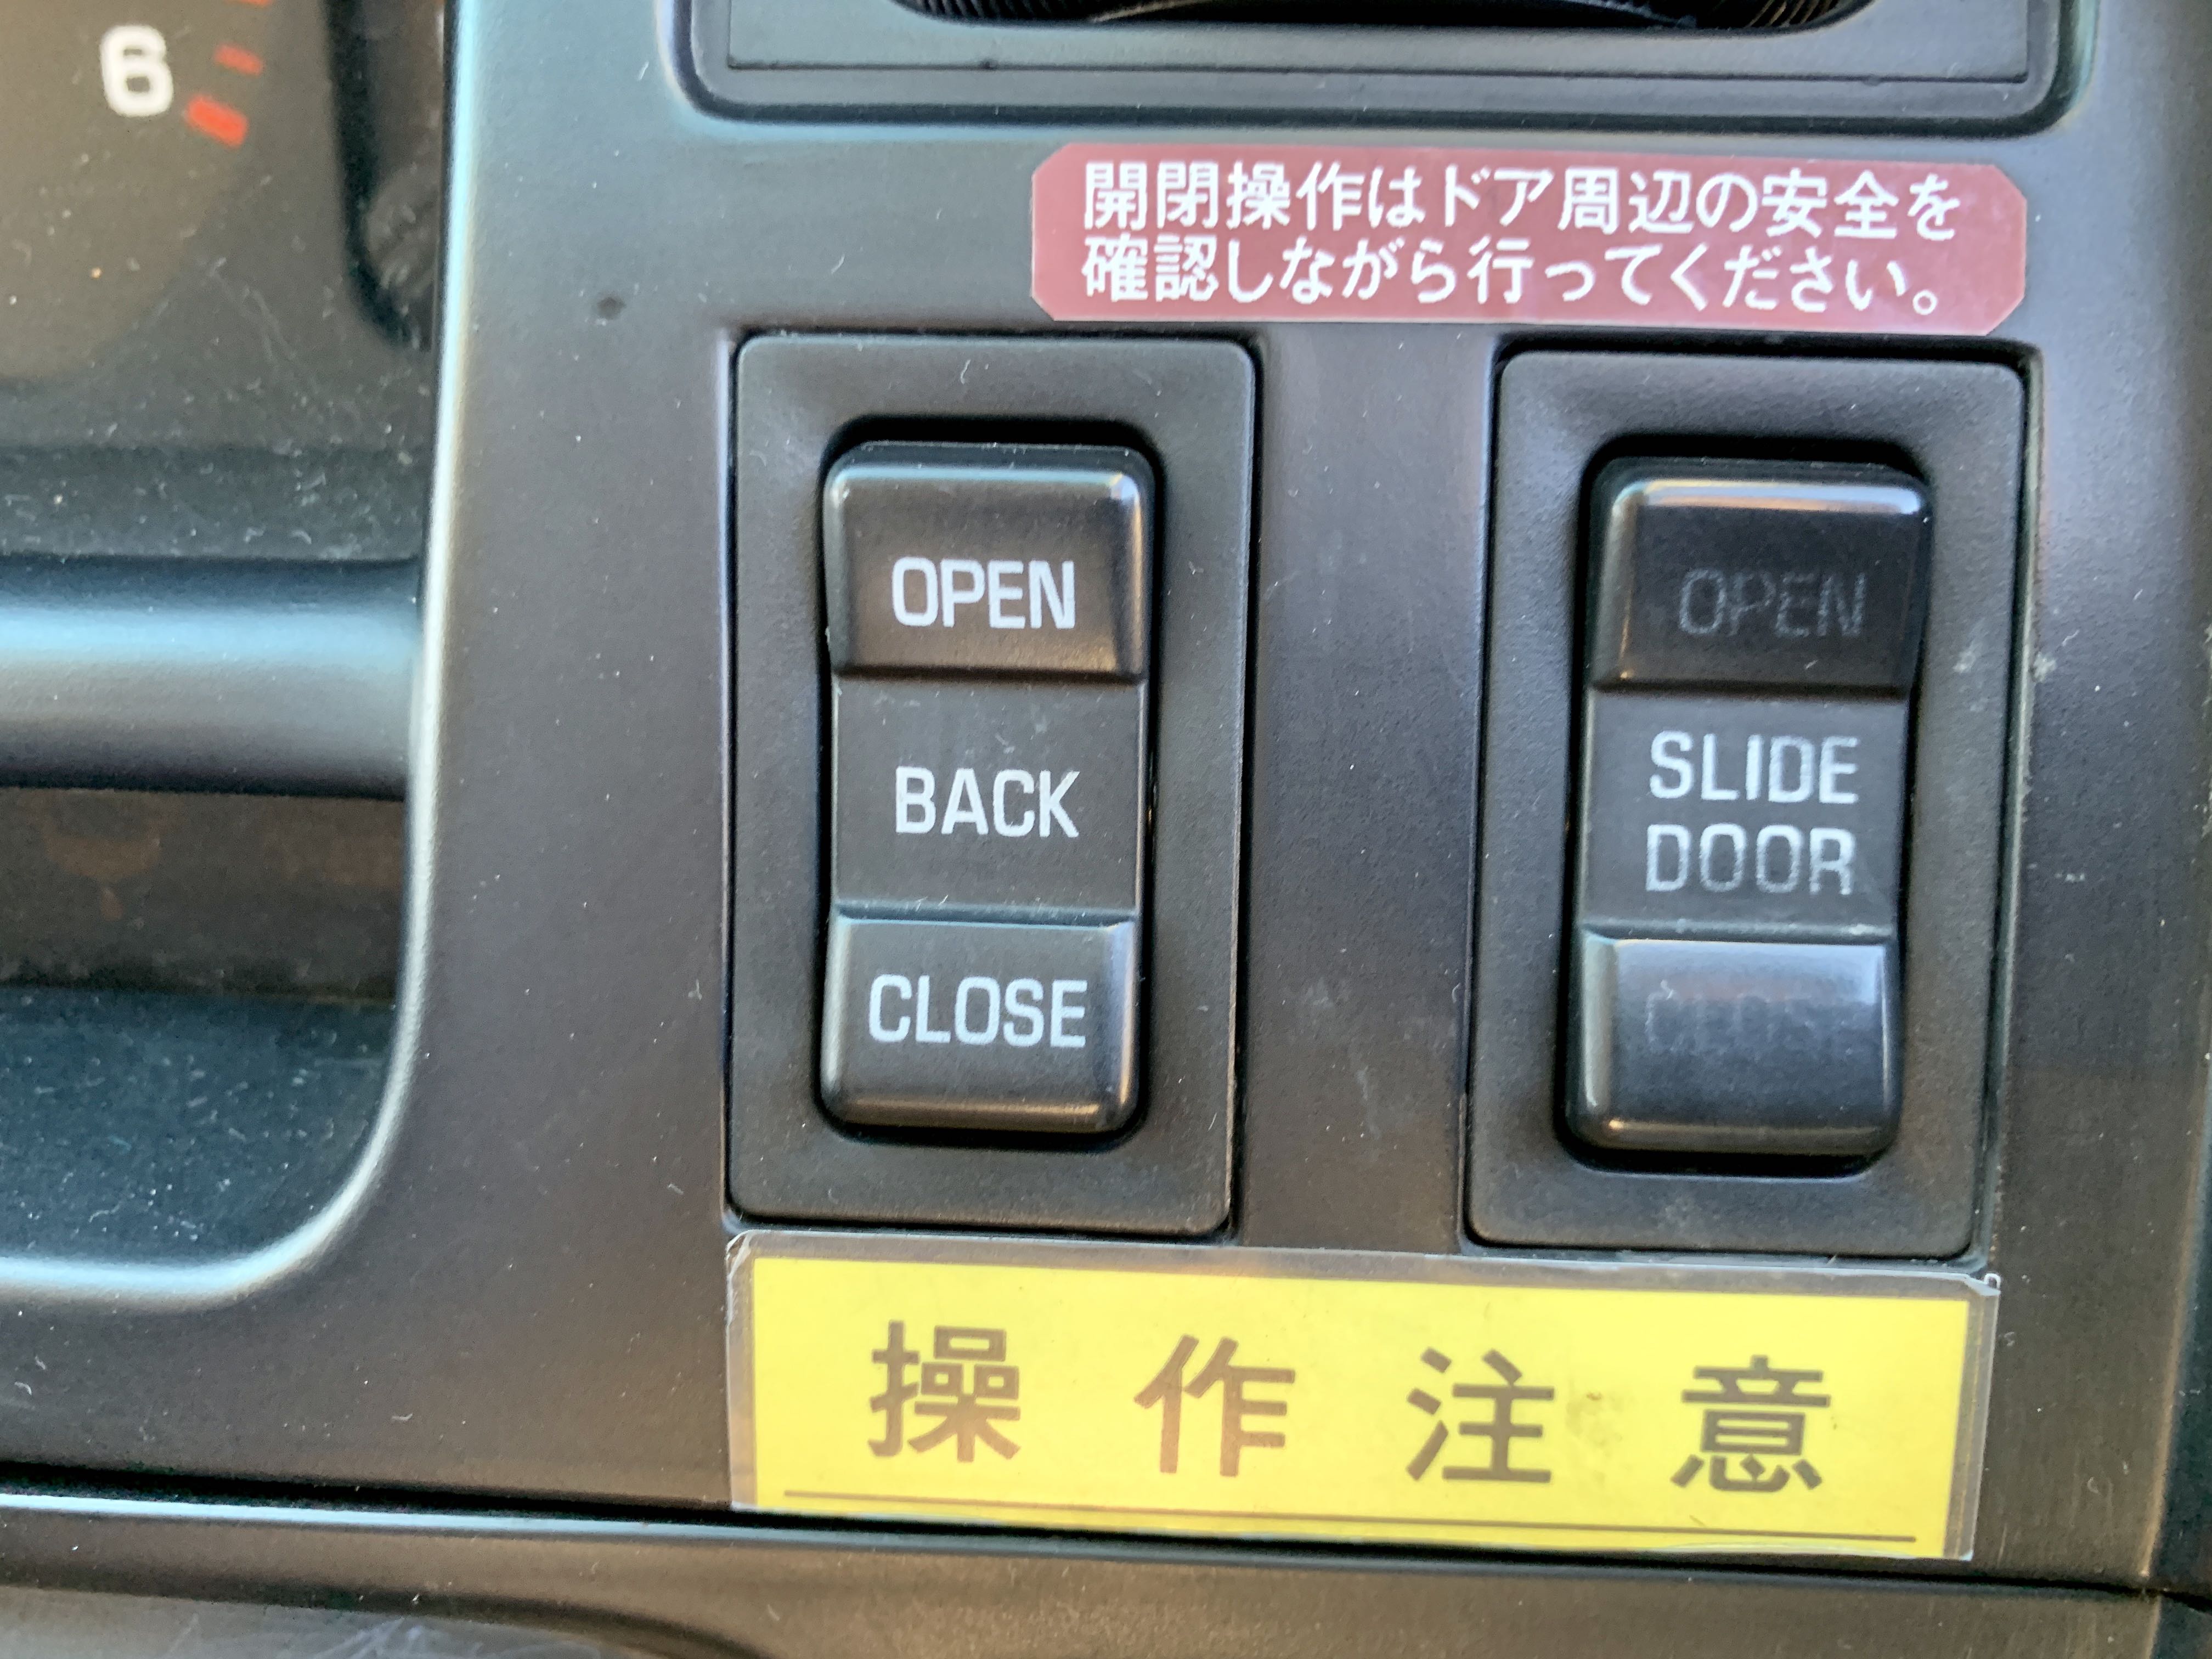 6
開閉操作はドア周辺の安全を
確認しながら行ってください。
OPEN
BACK
CLOSE
OPEN
SLIDE
DOOR
操作注意